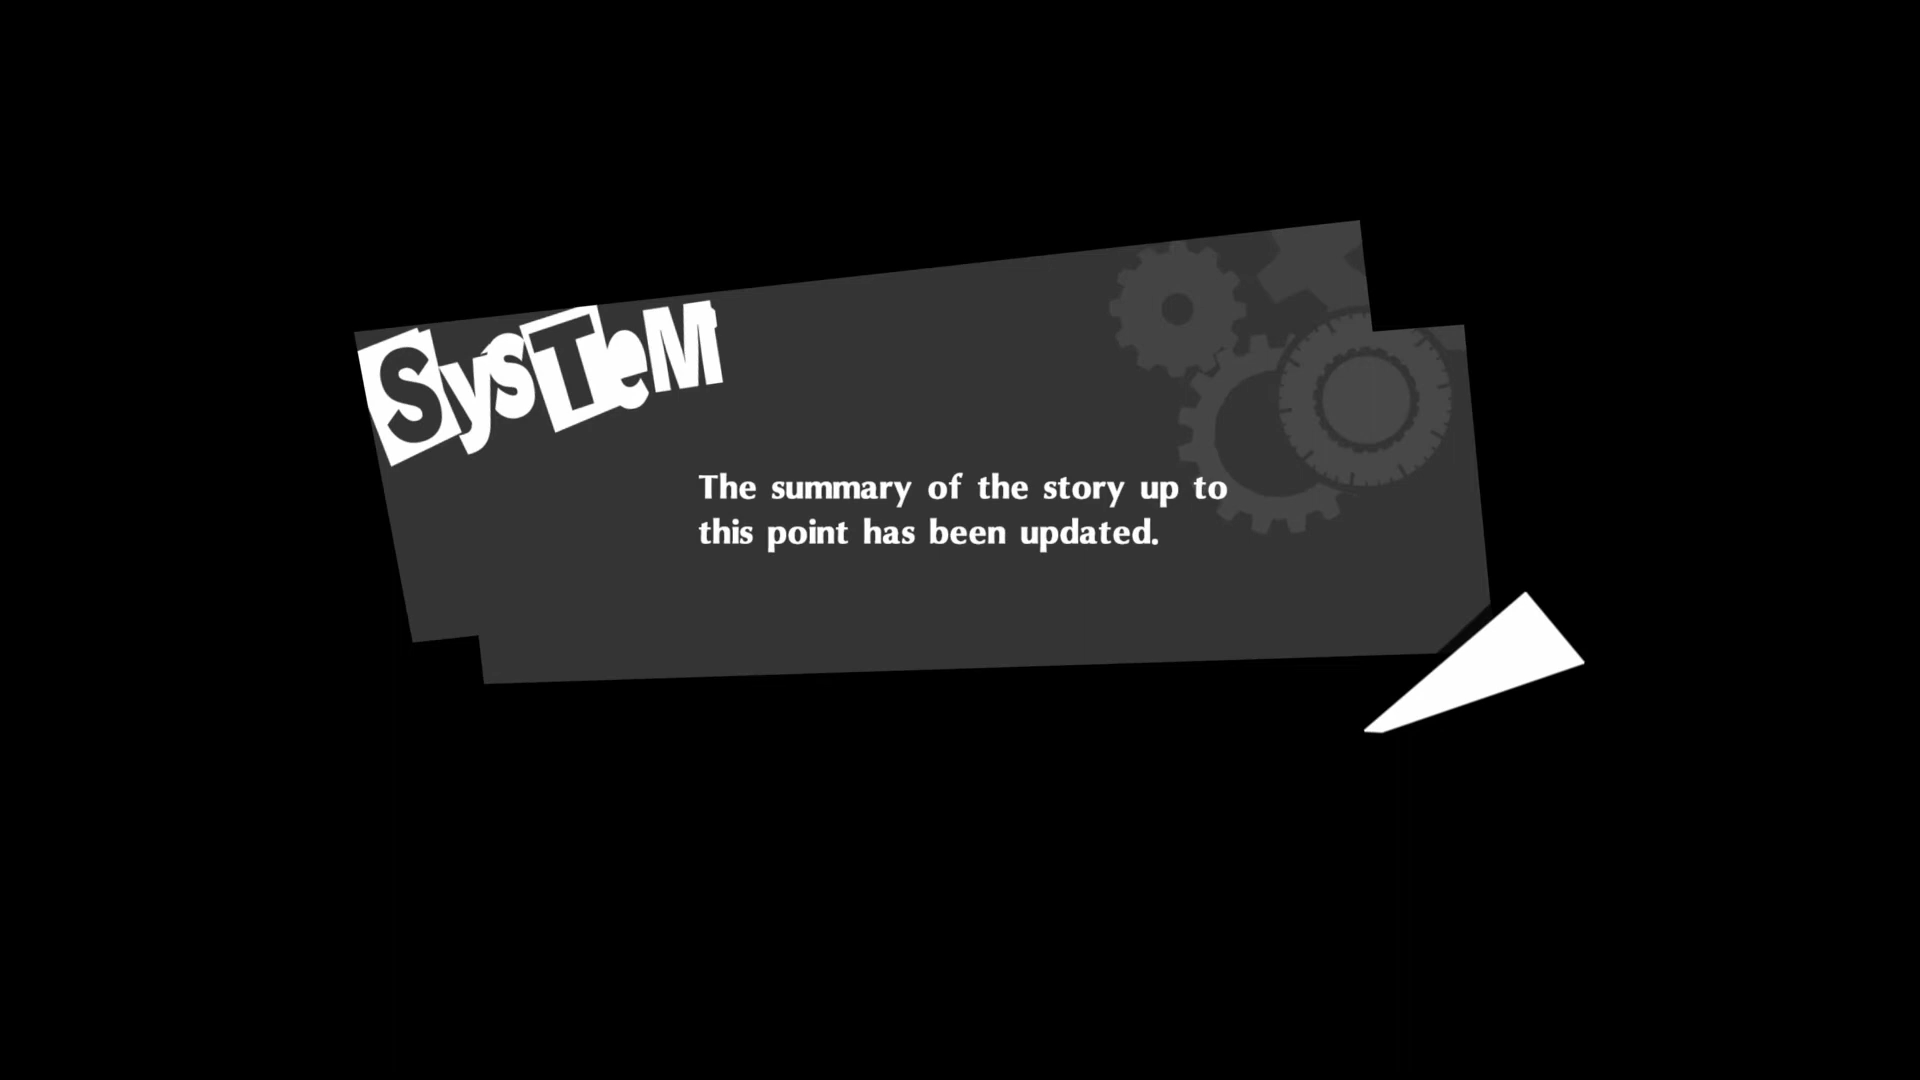 SysTeM
The summary of the story up to
this point has been updated.